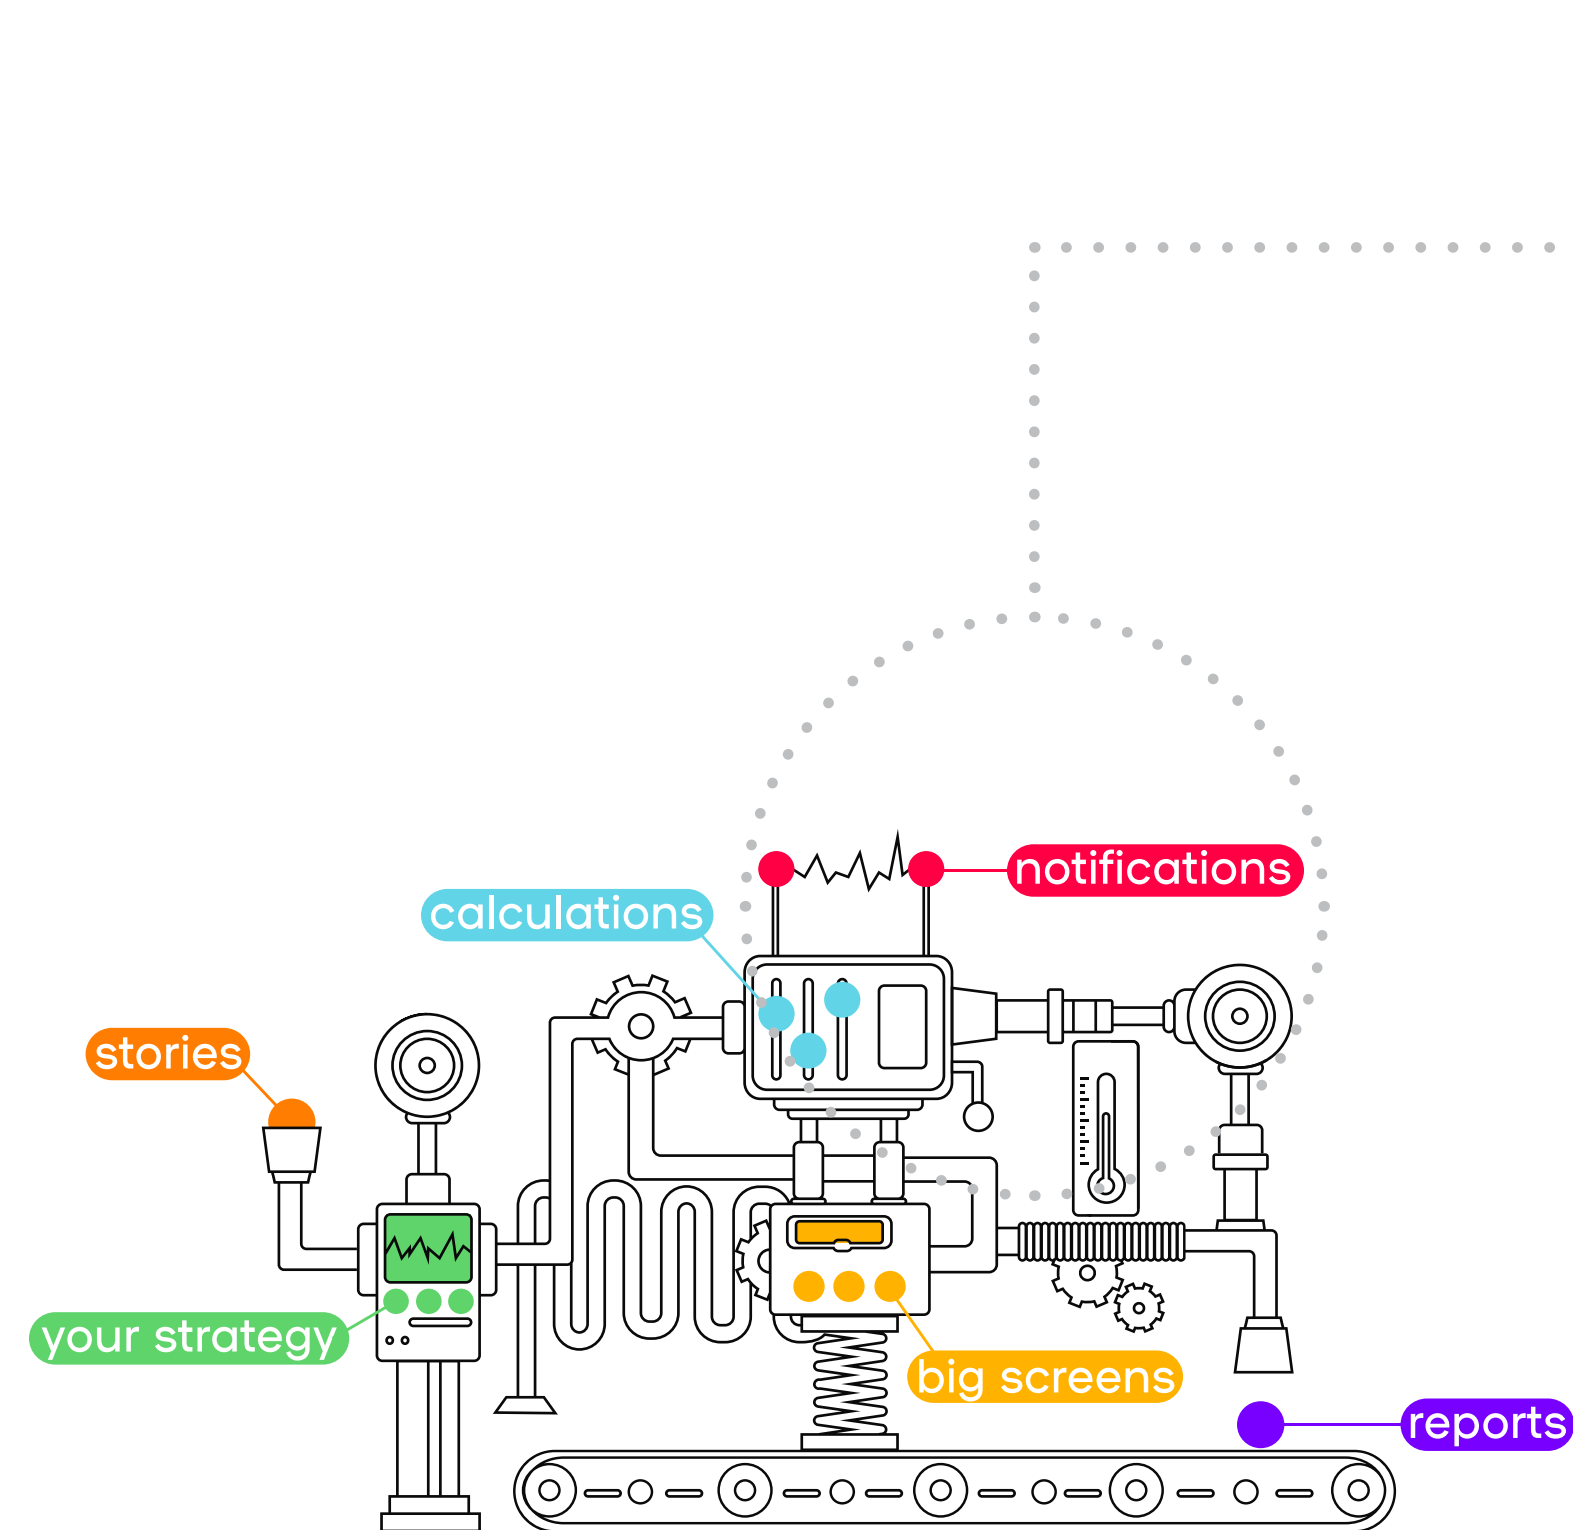 notifications
calculations
stories
your strategy
big screens
reports